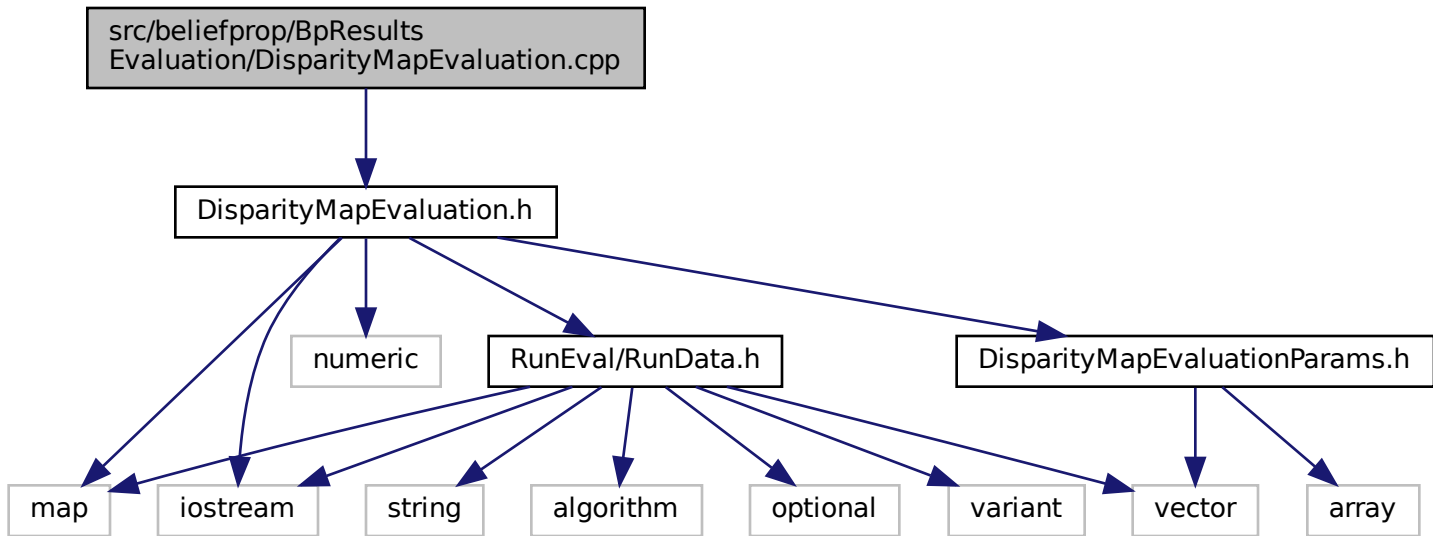 src/beliefprop/BpResults
Evaluation/DisparityMapEvaluation.cpp
DisparityMapEvaluation.h
numeric
RunEval/RunData.h
DisparityMapEvaluationParams.h
map
iostream
string
algorithm
optional
variant
vector
array